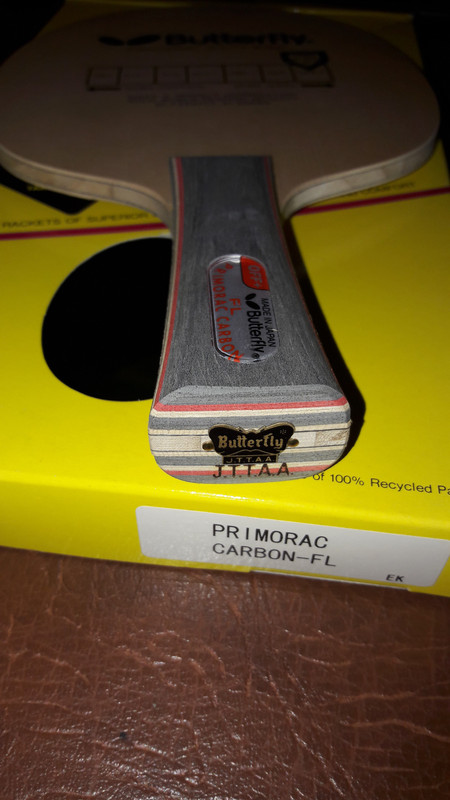 Butterfly
RACKETS OF SUPERIOR
OFF+
MADE IN JAPAN
Butterfly®
FL
PRIMORAC CARBON
Butterfly ®
JTTAA
J.T.T.A.A.
of 100% Recycled Pa
PRIMORAC
CARBON-FL
EK